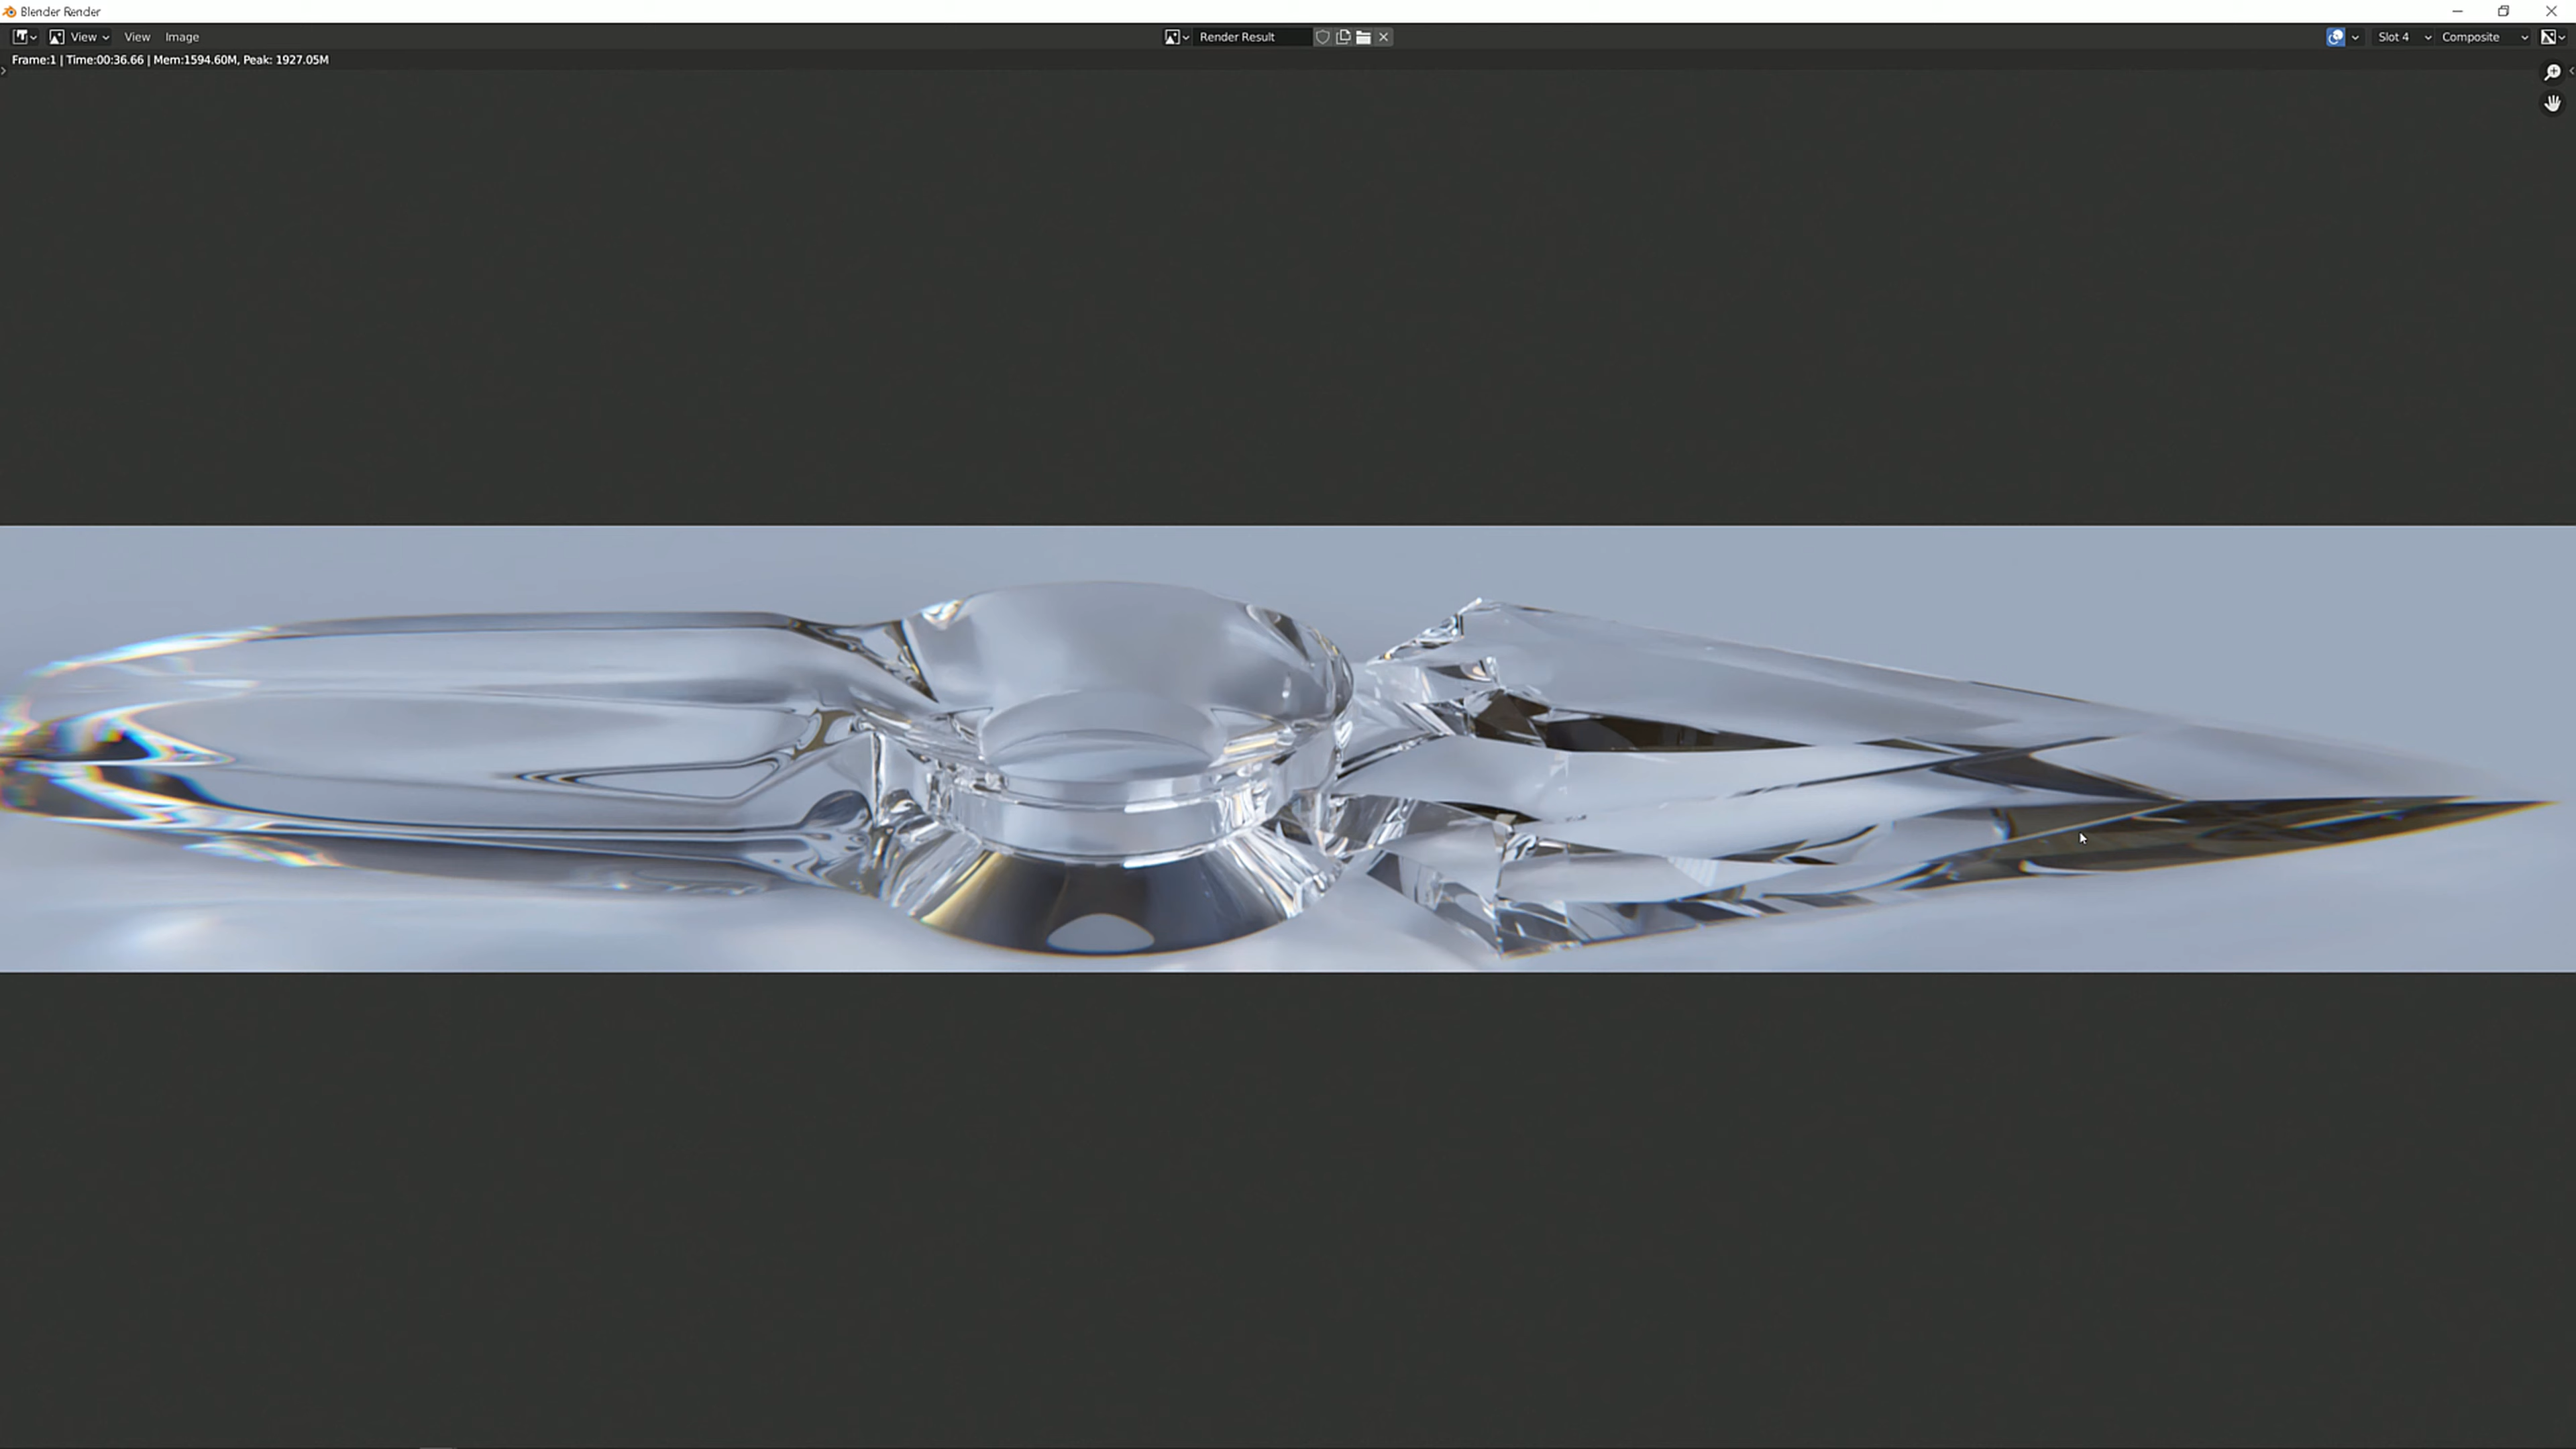 Blender Render
View View Image Render Result Slot 4 Composite
Frame:1 | Time:00:36.66 | Mem:1594.60M, Peak: 1927.05M